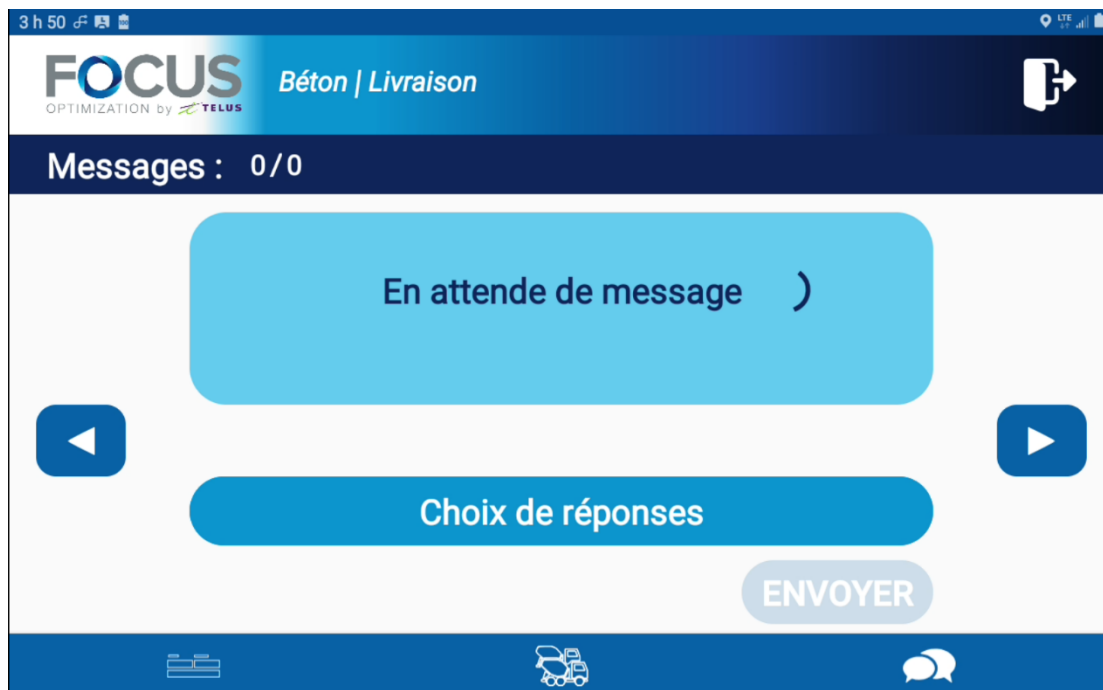 3 h 50
LTE
FOCUS
OPTIMIZATION by TELUS
Béton | Livraison
Messages : 0/0
En attende de message
Choix de réponses
ENVOYER